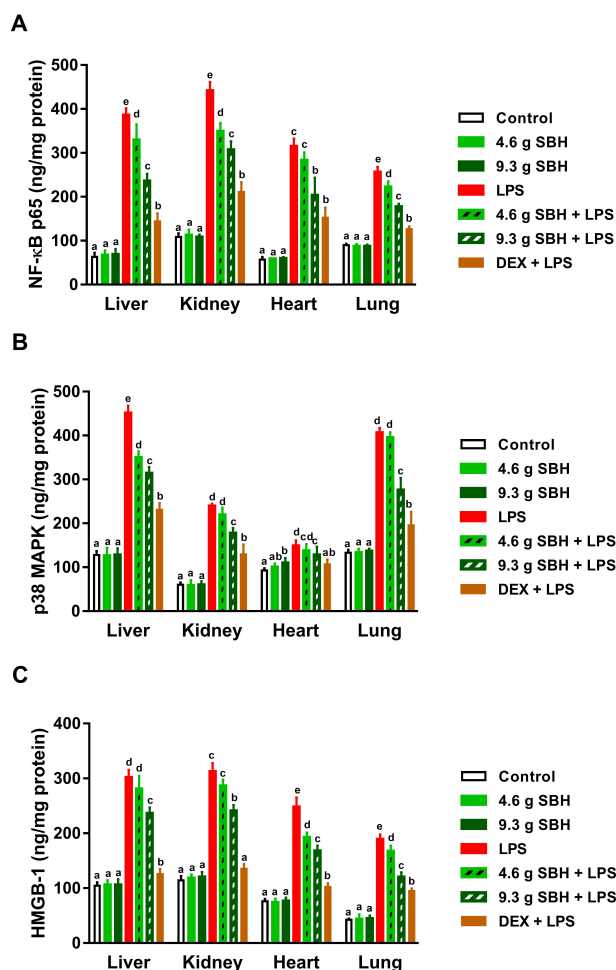 A
NF-κB p65 (ng/mg protein)
500
400
300
200
100
0
a a a e d c b
a a a e d c b
a a a c c b b
a a a e d c b
Liver Kidney Heart Lung
Control
4.6 g SBH
9.3 g SBH
LPS
4.6 g SBH + LPS
9.3 g SBH + LPS
DEX + LPS
B
p38 MAPK (ng/mg protein)
500
400
300
200
100
0
a a a e d c b
a a a d d c b
a ab b d cd c ab
a a a d d c b
Liver Kidney Heart Lung
Control
4.6 g SBH
9.3 g SBH
LPS
4.6 g SBH + LPS
9.3 g SBH + LPS
DEX + LPS
C
HMGB-1 (ng/mg protein)
400
300
200
100
0
a a a d d c b
a a a c c b a
a a a e d c b
a a a e d c b
Liver Kidney Heart Lung
Control
4.6 g SBH
9.3 g SBH
LPS
4.6 g SBH + LPS
9.3 g SBH + LPS
DEX + LPS